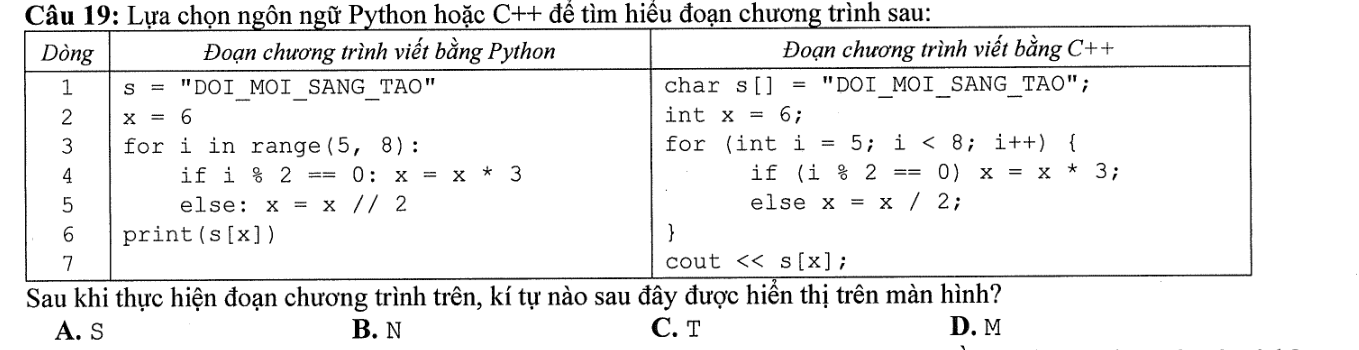 Câu 19: Lựa chọn ngôn ngữ Python hoặc C++ để tìm hiểu đoạn chương trình sau:
Dòng Đoạn chương trình viết bằng Python Đoạn chương trình viết bằng C++
1 s = "DOI_MOI_SANG_TAO" char s[] = "DOI_MOI_SANG_TAO";
2 x = 6 int x = 6;
3 for i in range(5, 8): for (int i = 5; i < 8; i++) {
4 if i % 2 == 0: x = x * 3 if (i % 2 == 0) x = x * 3;
5 else: x = x // 2 else x = x / 2;
6 print(s[x]) }
7 cout << s[x];
Sau khi thực hiện đoạn chương trình trên, kí tự nào sau đây được hiển thị trên màn hình?
A. S B. N C. T D. M